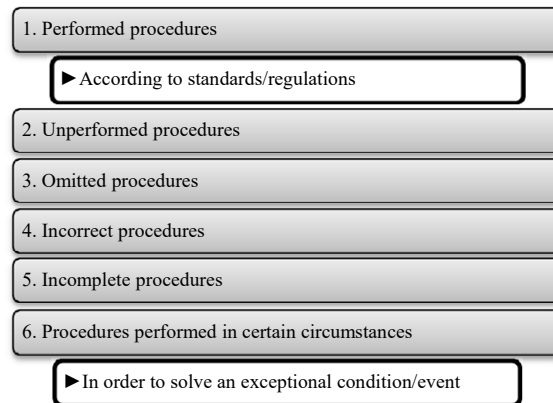 1. Performed procedures
►According to standards/regulations
2. Unperformed procedures
3. Omitted procedures
4. Incorrect procedures
5. Incomplete procedures
6. Procedures performed in certain circumstances
►In order to solve an exceptional condition/event